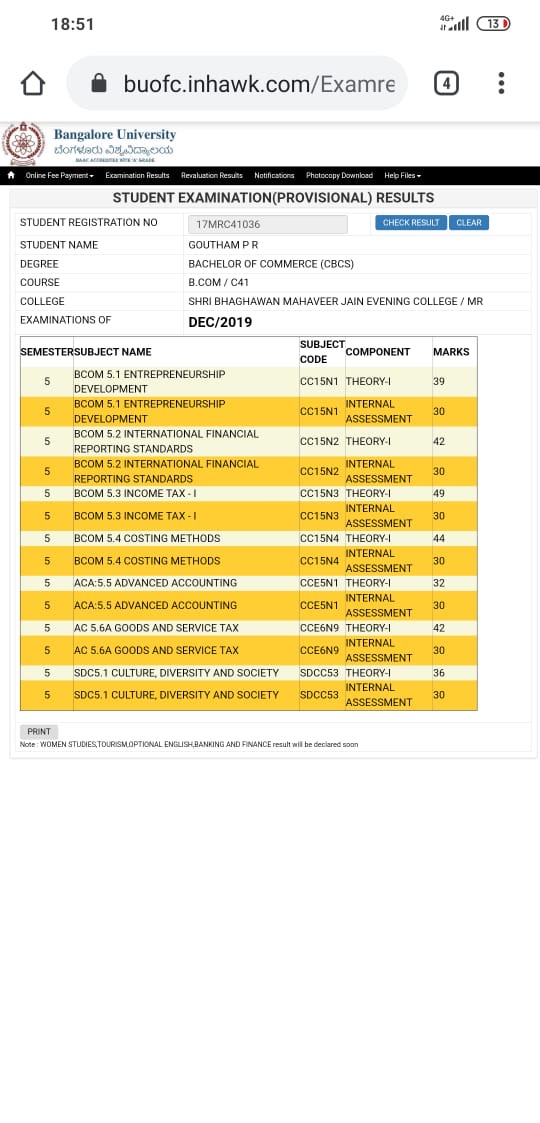 18:51
4G+
13
buofc.inhawk.com/Examre
4
Bangalore University
ಬೆಂಗಳೂರು ವಿಶ್ವವಿದ್ಯಾಲಯ
NAAC ACCREDITED WITH 'A' GRADE
Online Fee Payment Examination Results Revaluation Results Notifications Photocopy Download Help Files
STUDENT EXAMINATION(PROVISIONAL) RESULTS
STUDENT REGISTRATION NO 17MRC41036 CHECK RESULT CLEAR
STUDENT NAME GOUTHAM P R
DEGREE BACHELOR OF COMMERCE (CBCS)
COURSE B.COM / C41
COLLEGE SHRI BHAGHAWAN MAHAVEER JAIN EVENING COLLEGE / MR
EXAMINATIONS OF DEC/2019
SEMESTER SUBJECT NAME SUBJECT CODE COMPONENT MARKS
5 BCOM 5.1 ENTREPRENEURSHIP DEVELOPMENT CC15N1 THEORY-I 39
5 BCOM 5.1 ENTREPRENEURSHIP DEVELOPMENT CC15N1 INTERNAL ASSESSMENT 30
5 BCOM 5.2 INTERNATIONAL FINANCIAL REPORTING STANDARDS CC15N2 THEORY-I 42
5 BCOM 5.2 INTERNATIONAL FINANCIAL REPORTING STANDARDS CC15N2 INTERNAL ASSESSMENT 30
5 BCOM 5.3 INCOME TAX - I CC15N3 THEORY-I 49
5 BCOM 5.3 INCOME TAX - I CC15N3 INTERNAL ASSESSMENT 30
5 BCOM 5.4 COSTING METHODS CC15N4 THEORY-I 44
5 BCOM 5.4 COSTING METHODS CC15N4 INTERNAL ASSESSMENT 30
5 ACA:5.5 ADVANCED ACCOUNTING CCE5N1 THEORY-I 32
5 ACA:5.5 ADVANCED ACCOUNTING CCE5N1 INTERNAL ASSESSMENT 30
5 AC 5.6A GOODS AND SERVICE TAX CCE6N9 THEORY-I 42
5 AC 5.6A GOODS AND SERVICE TAX CCE6N9 INTERNAL ASSESSMENT 30
5 SDC5.1 CULTURE, DIVERSITY AND SOCIETY SDCC53 THEORY-I 36
5 SDC5.1 CULTURE, DIVERSITY AND SOCIETY SDCC53 INTERNAL ASSESSMENT 30
PRINT
Note : WOMEN STUDIES,TOURISM,OPTIONAL ENGLISH,BANKING AND FINANCE result will be declared soon